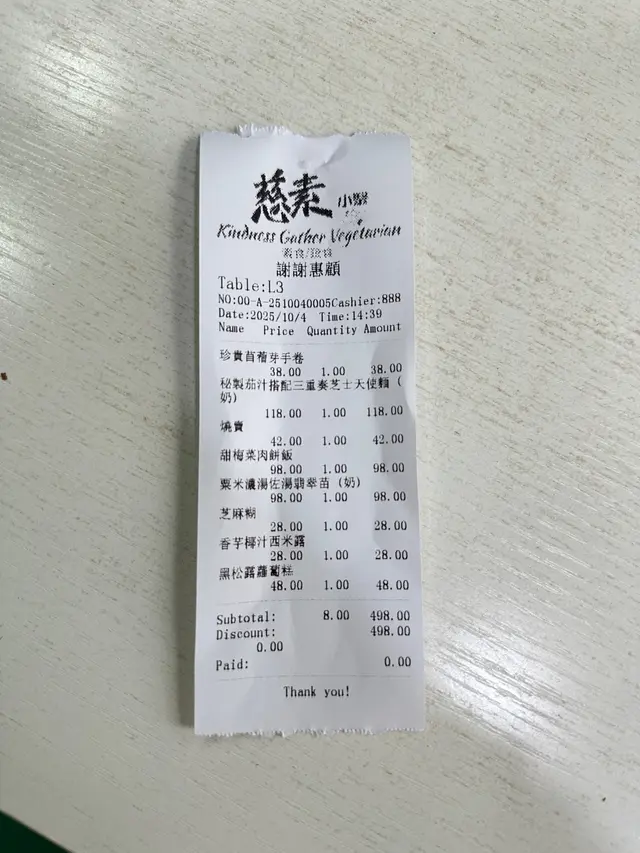 慈素小聚
Kindness Gather Vegetarian
謝謝惠顧
Table:L3
NO:00-A-2510040005Cashier:888
Date:2025/10/4 Time:14:39
Name Price Quantity Amount
珍貴苜蓿芽手卷
38.00 1.00 38.00
秘製茄汁搭配三重奏芝士天使麵 (
奶)
118.00 1.00 118.00
燒賣
42.00 1.00 42.00
甜梅菜肉餅飯
98.00 1.00 98.00
粟米濃湯佐湯翡翠苗 (奶)
98.00 1.00 98.00
芝麻糊
28.00 1.00 28.00
香芋椰汁西米露
28.00 1.00 28.00
黑松露蘿蔔糕
48.00 1.00 48.00
Subtotal: 8.00 498.00
Discount: 498.00
0.00
Paid: 0.00
Thank you!